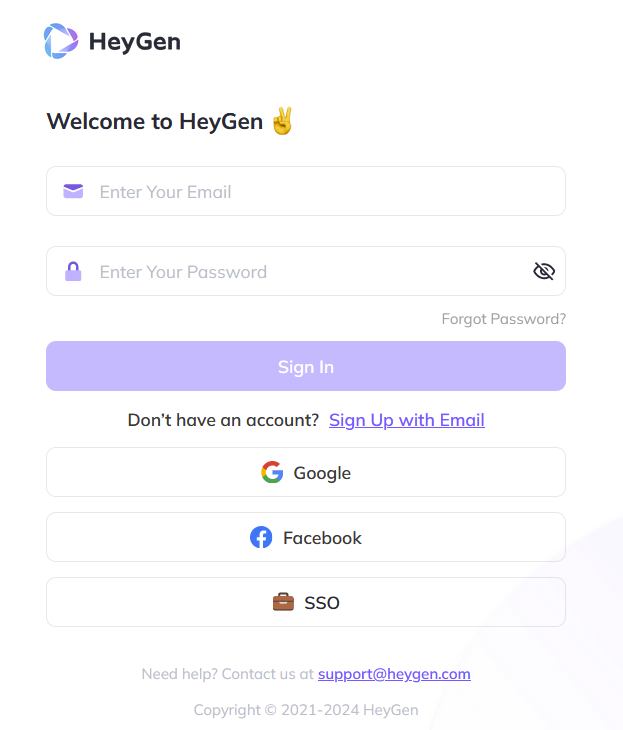 HeyGen
Welcome to HeyGen ✌️
Enter Your Email
Enter Your Password
Forgot Password?
Sign In
Don’t have an account? Sign Up with Email
Google
Facebook
SSO
Need help? Contact us at support@heygen.com
Copyright © 2021-2024 HeyGen